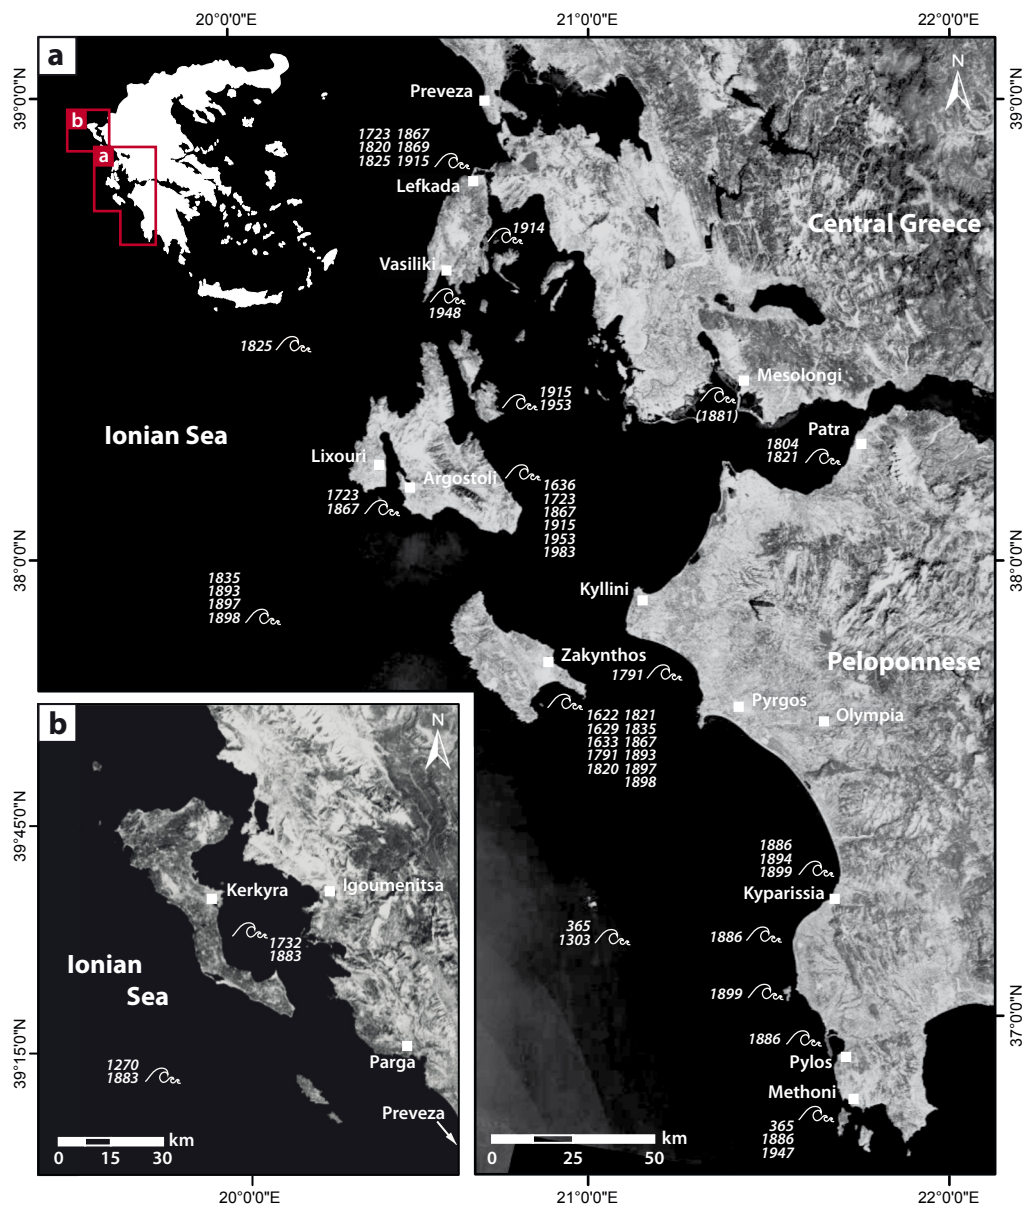 20°0'0"E
21°0'0"E
22°0'0"E
a
b
a
N
39°0'0"N
39°0'0"N
Preveza
1723 1867
1820 1869
1825 1915
Lefkada
Central Greece
1914
Vasiliki
1948
1825
1915
1953
Mesolongi
(1881)
Ionian Sea
Patra
1804
1821
Lixouri
Argostoli
1723
1867
1636
1723
1867
1915
1953
1983
38°0'0"N
38°0'0"N
1835
1893
1897
1898
Kyllini
Zakynthos
1791
Peloponnese
Pyrgos
Olympia
1622 1821
1629 1835
1633 1867
1791 1893
1820 1897
1898
b
N
39°45'0"N
1886
1894
1899
Kyparissia
Kerkyra
Igoumenitsa
1732
1883
365
1303
1886
Ionian
Sea
1899
37°0'0"N
39°15'0"N
1886
Pylos
Parga
1270
1883
Methoni
365
1886
1947
Preveza
km
0 15 30
km
0 25 50
20°0'0"E
21°0'0"E
22°0'0"E